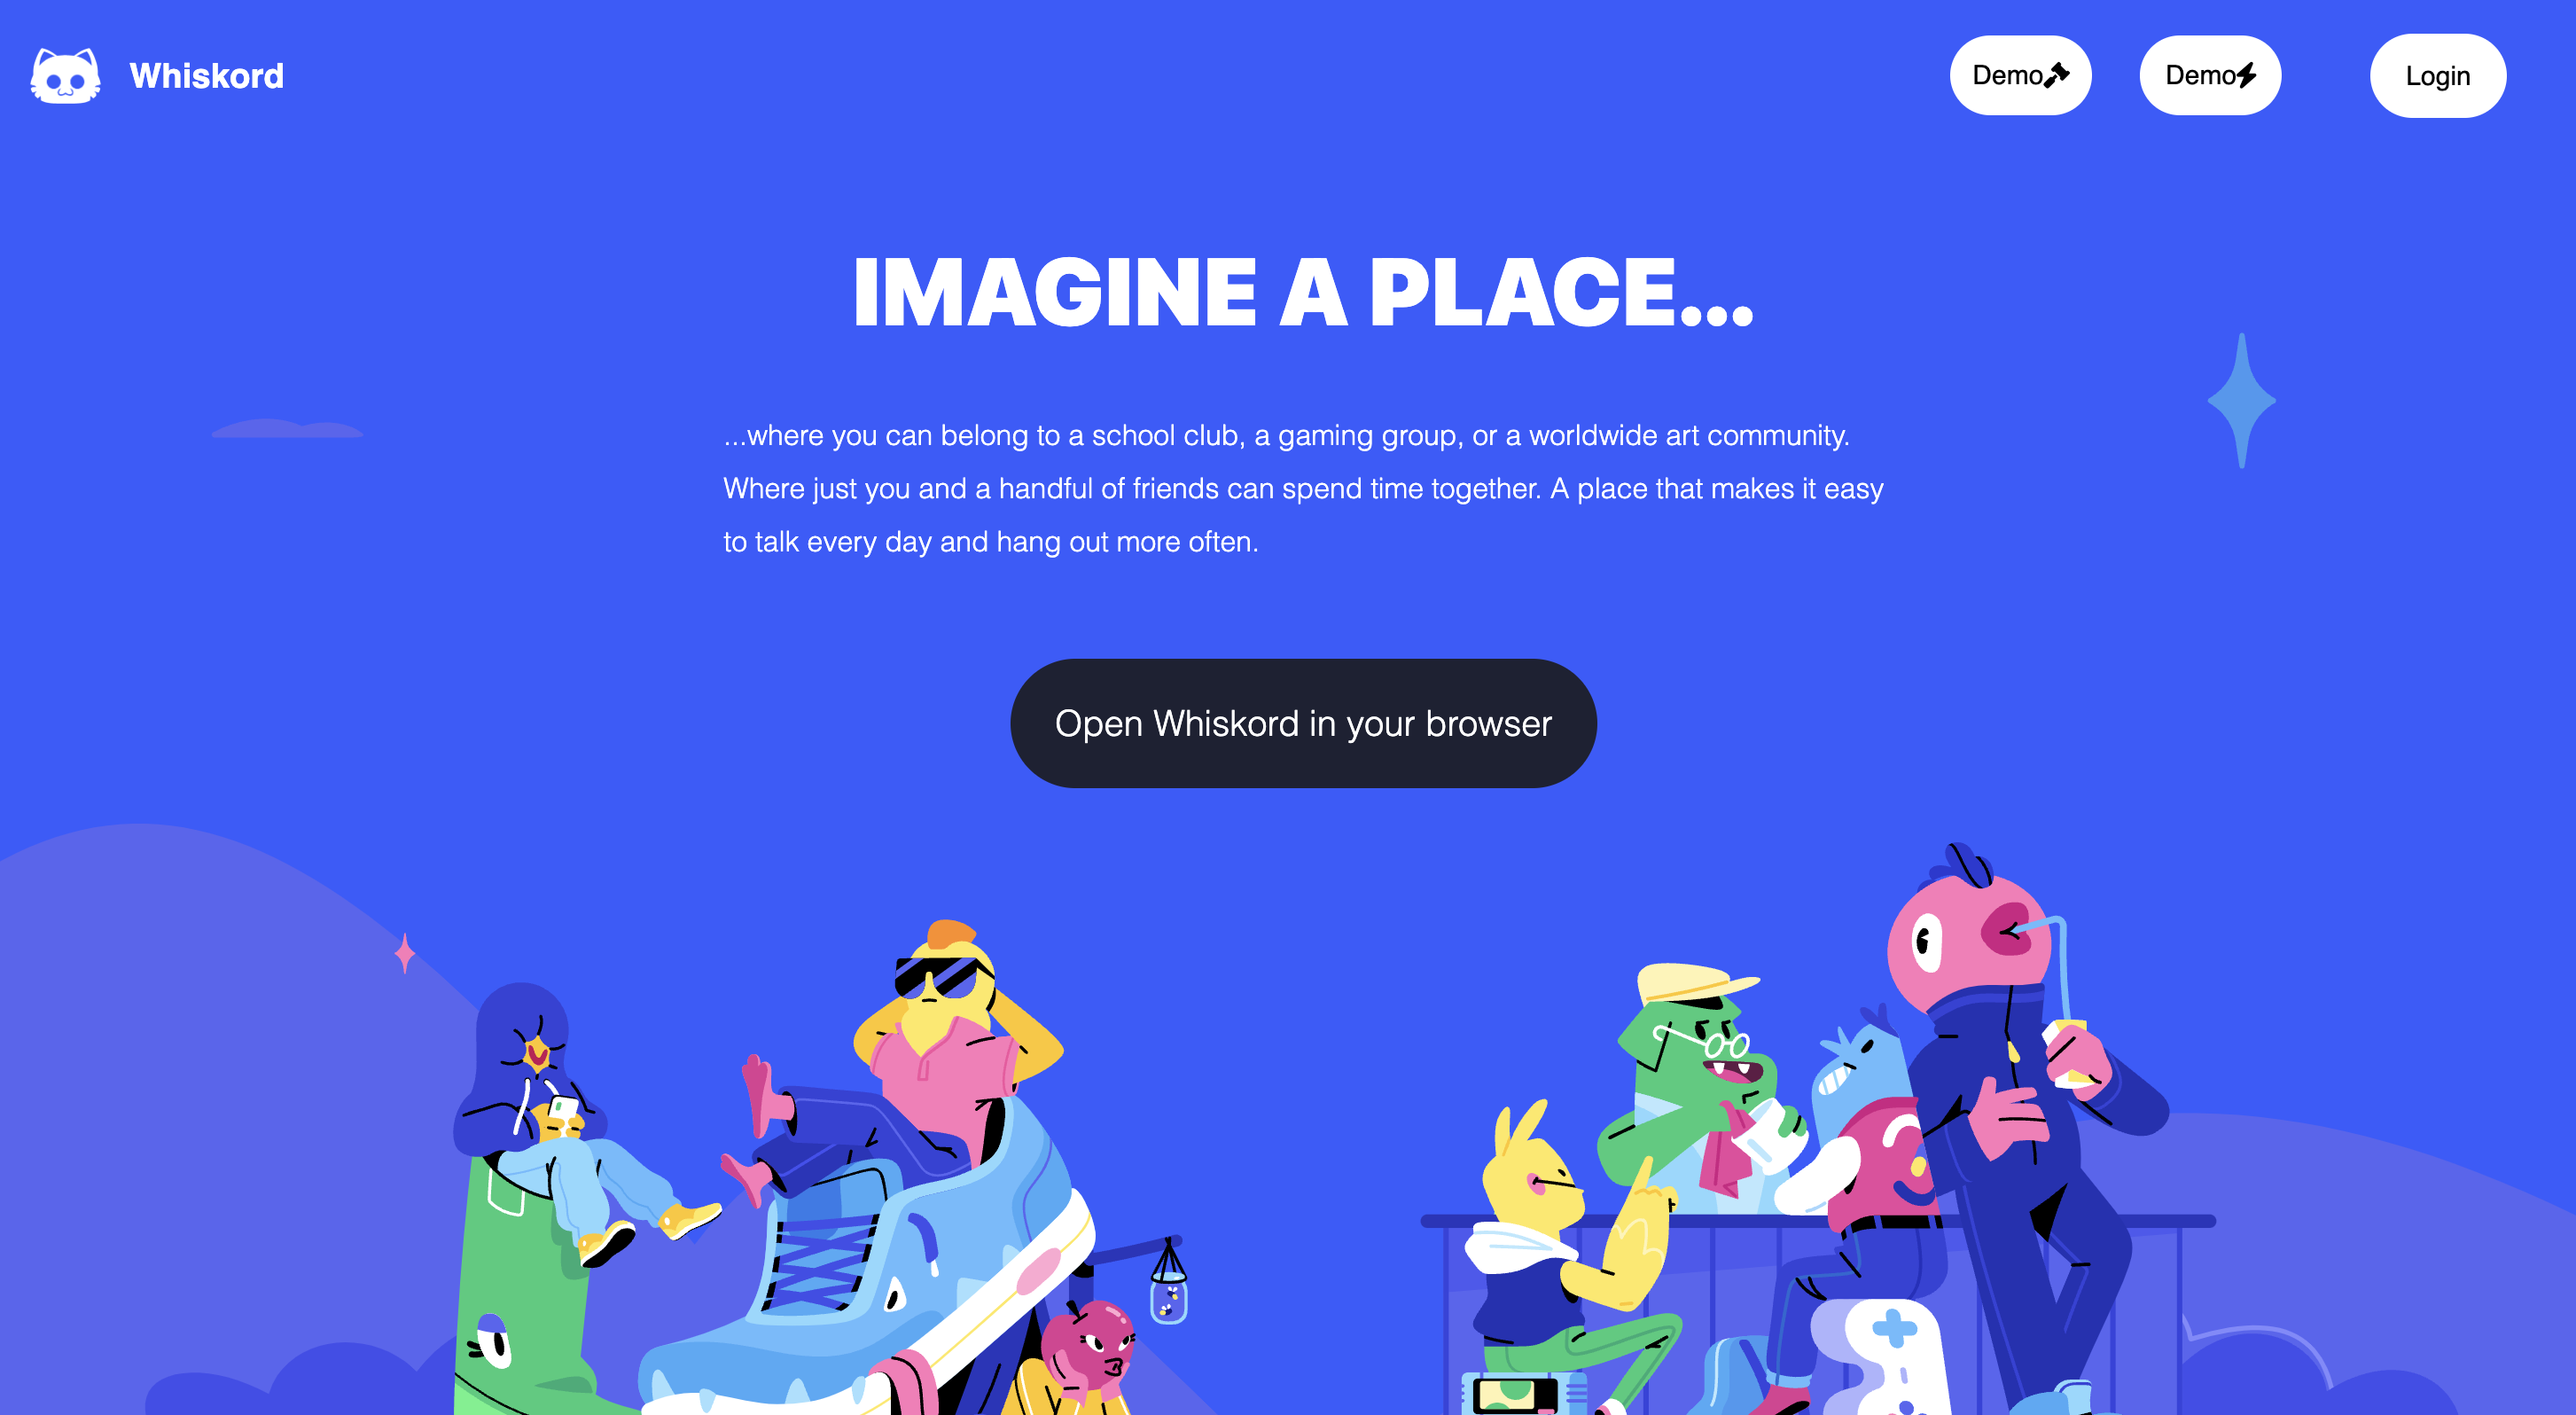 Whiskord
Demo
Demo
Login
IMAGINE A PLACE...
...where you can belong to a school club, a gaming group, or a worldwide art community.
Where just you and a handful of friends can spend time together. A place that makes it easy
to talk every day and hang out more often.
Open Whiskord in your browser